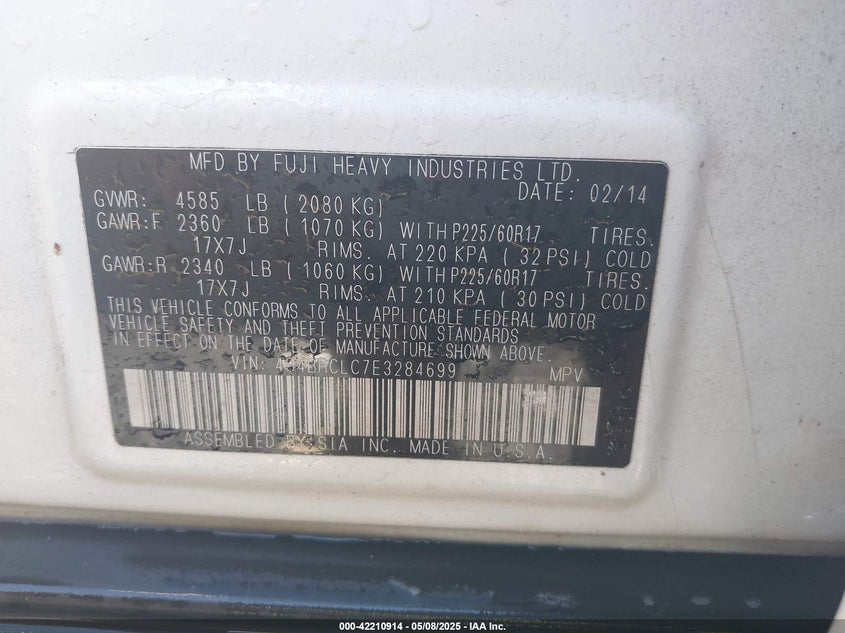 MFD BY FUJI HEAVY INDUSTRIES LTD.
DATE: 02/14
GVWR: 4585 LB ( 2080 KG)
GAWR:F 2360 LB ( 1070 KG) WITH P225/60R17 TIRES.
17X7J RIMS. AT 220 KPA ( 32 PSI) COLD
GAWR:R 2340 LB ( 1060 KG) WITH P225/60R17 TIRES.
17X7J RIMS. AT 210 KPA ( 30 PSI) COLD
THIS VEHICLE CONFORMS TO ALL APPLICABLE FEDERAL MOTOR
VEHICLE SAFETY AND THEFT PREVENTION STANDARDS
IN EFFECT ON THE DATE OF MANUFACTURE SHOWN ABOVE.
VIN: 4S4BRCLC7E3284699 MPV
ASSEMBLED BY SIA INC. MADE IN U.S.A.
000-42210914 - 05/08/2025 - IAA Inc.